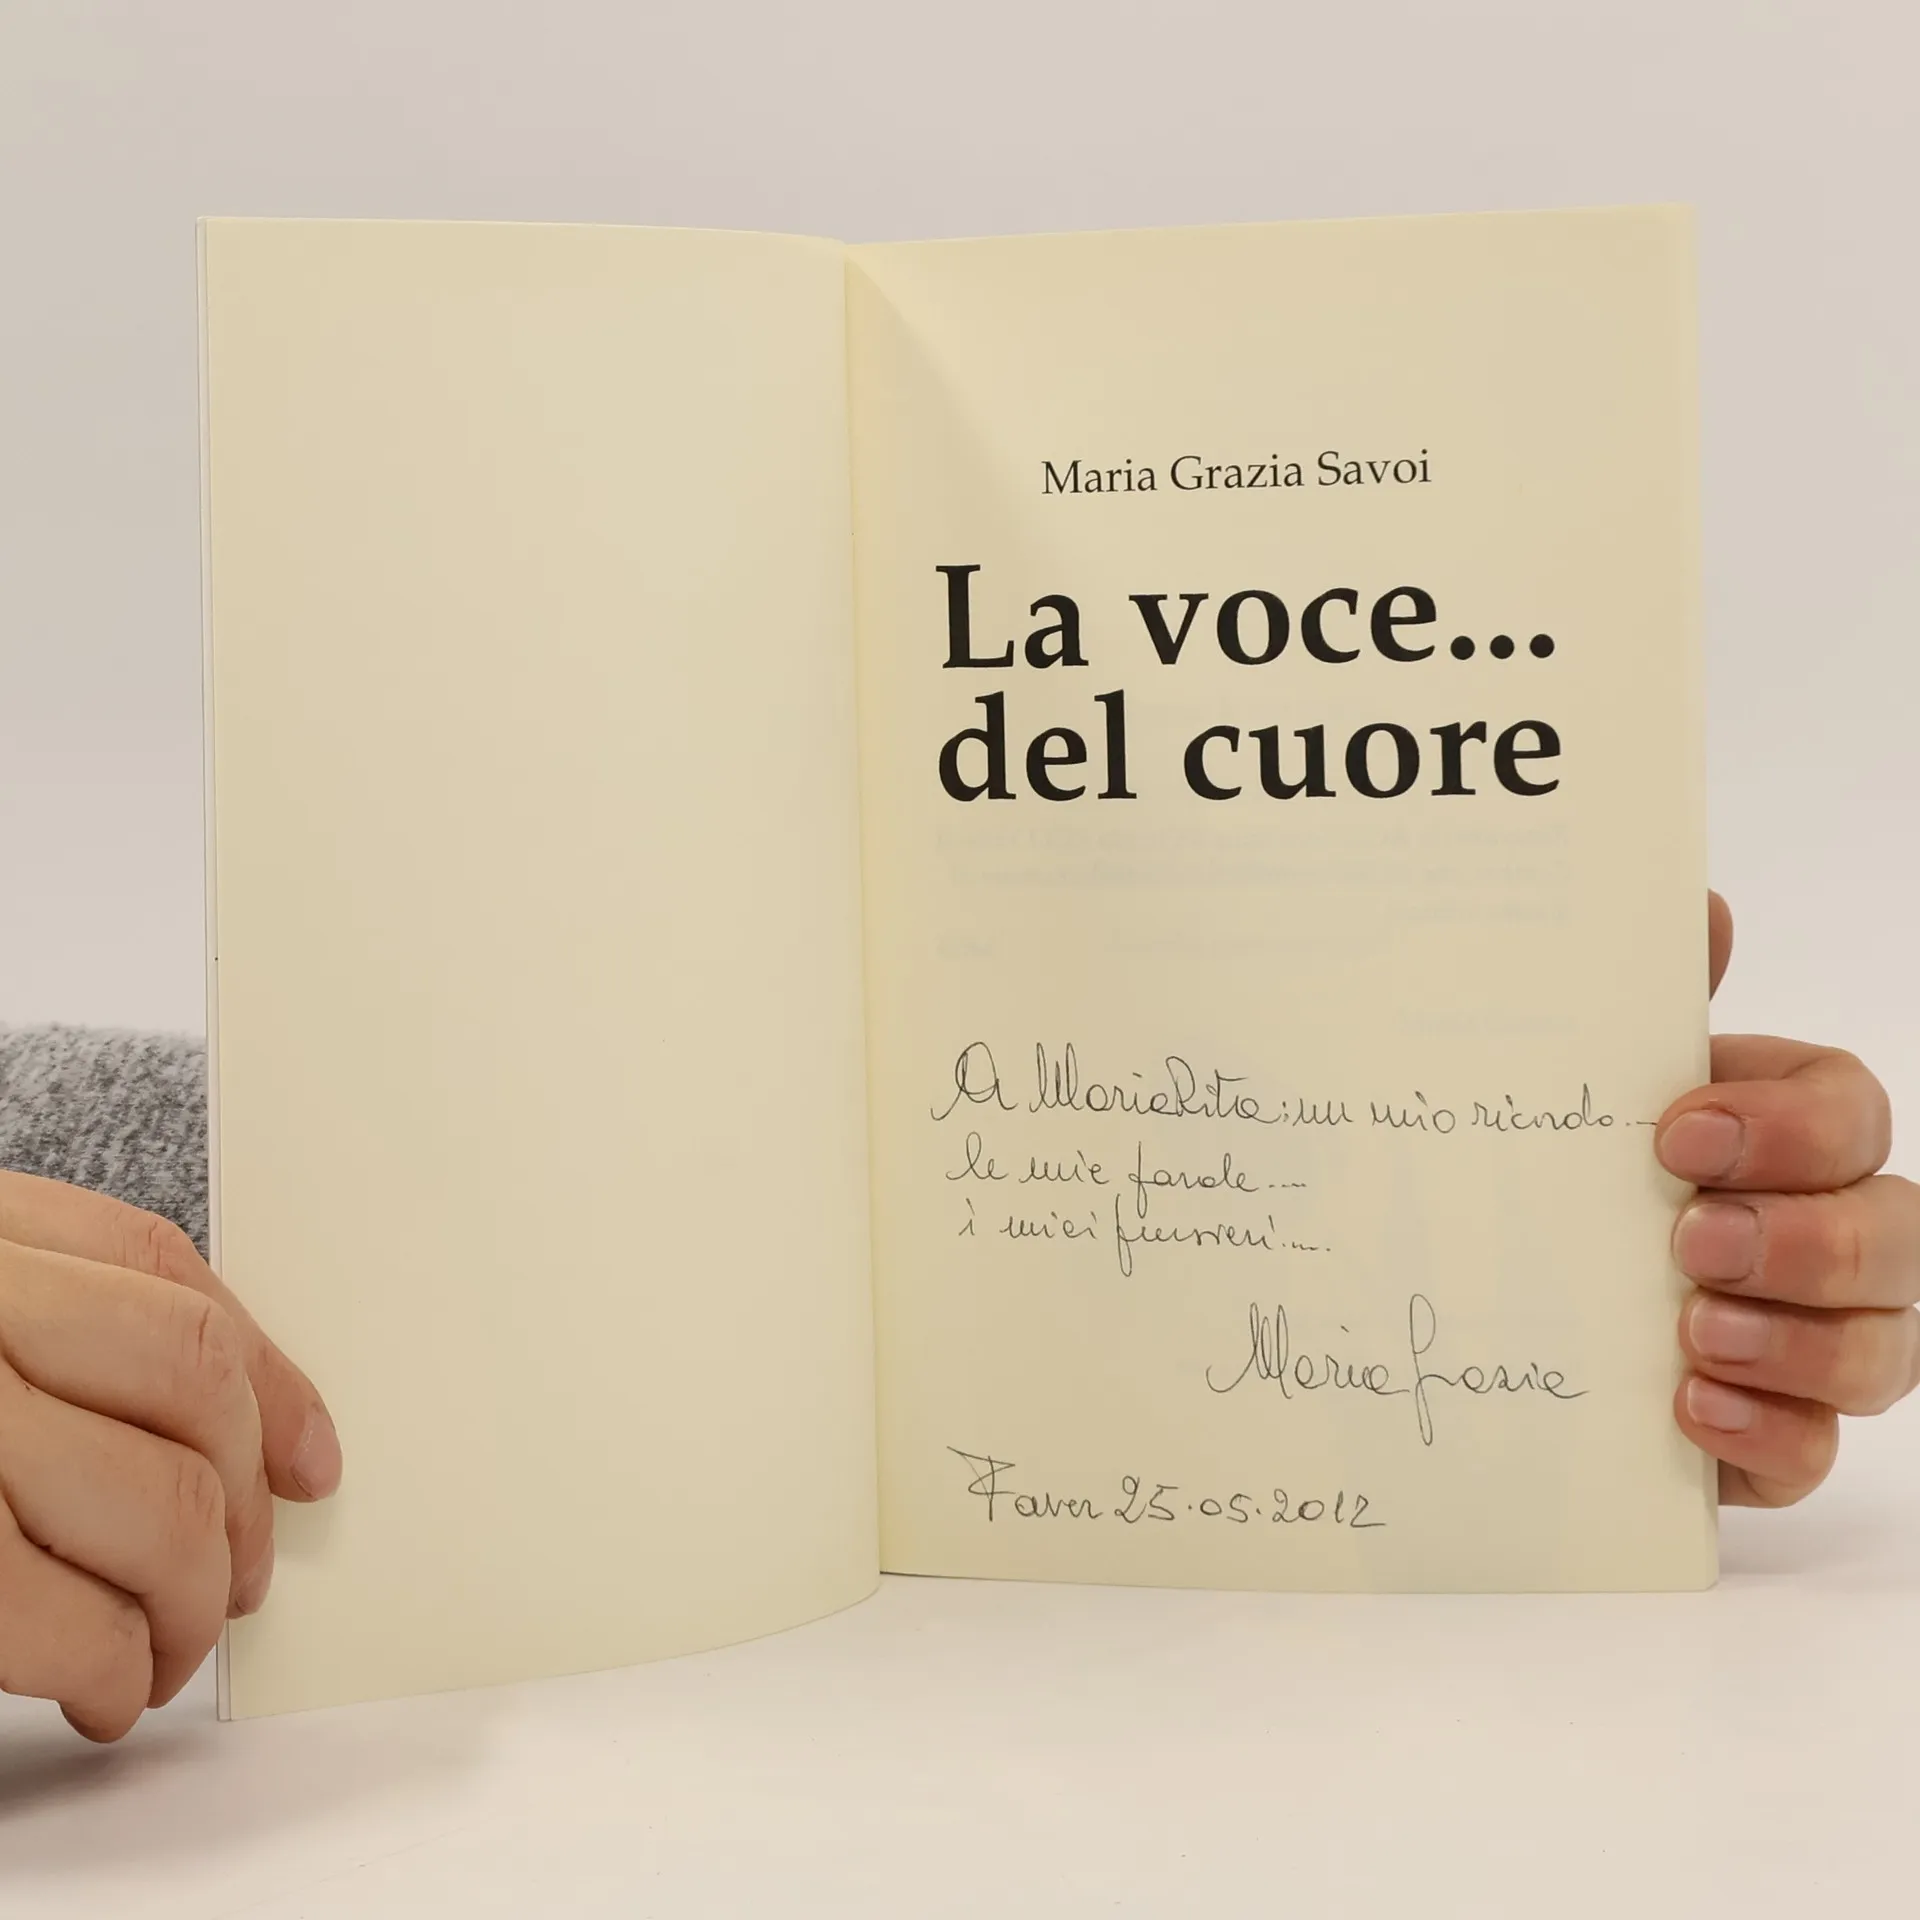 Maria Grazia Savoi
La voce...
del cuore
A MariaRita: un mio ricordo...
le mie parole....
i miei pensieri....
Maria Grazia
Faver 25.05.2012